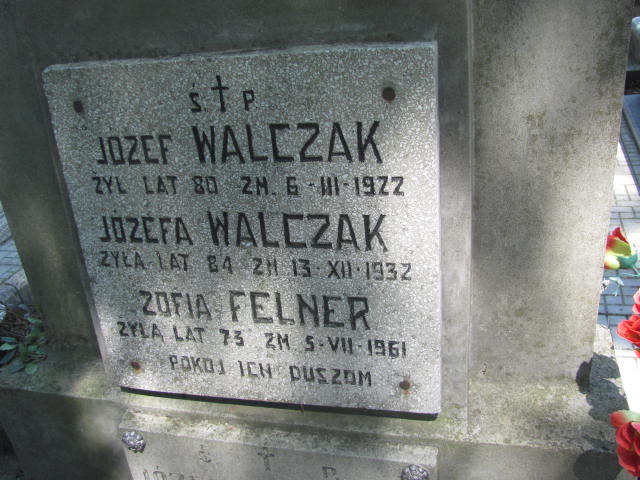 Ś † P
JÓZEF WALCZAK
ŻYŁ LAT 80 ZM. 6-III-1922
JÓZEFA WALCZAK
ŻYŁA LAT 84 ZM 13-XII-1932
ZOFIA FELNER
ŻYŁA LAT 73 ZM 5-VII-1961
POKÓJ ICH DUSZOM
Ś † P